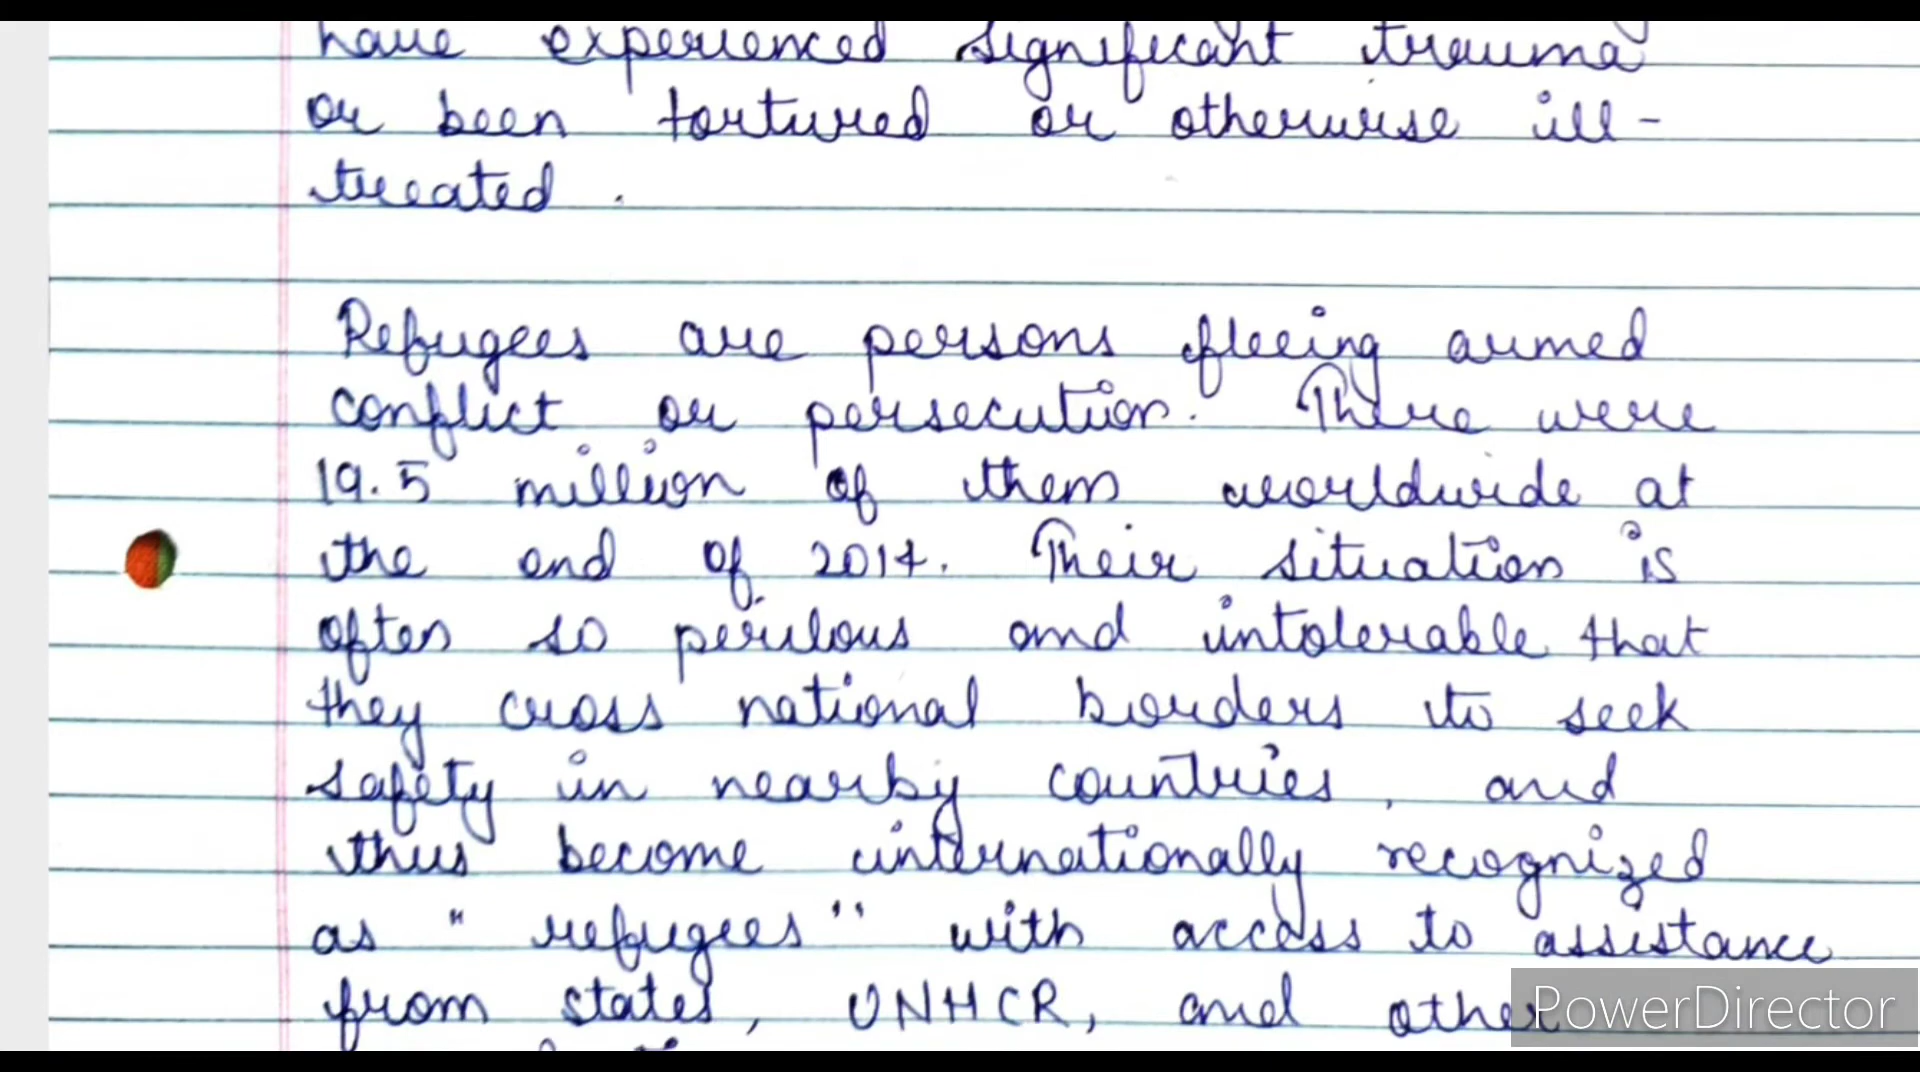 have experienced significant trauma
or been tortured or otherwise ill-
treated.
Refugees are persons fleeing armed
conflict or persecution. There were
19.5 million of them worldwide at
the end of 2014. Their situation is
often so perilous and intolerable that
they cross national borders to seek
safety in nearby countries, and
thus become internationally recognized
as "refugees" with access to assistance
from states, UNHCR, and other
PowerDirector